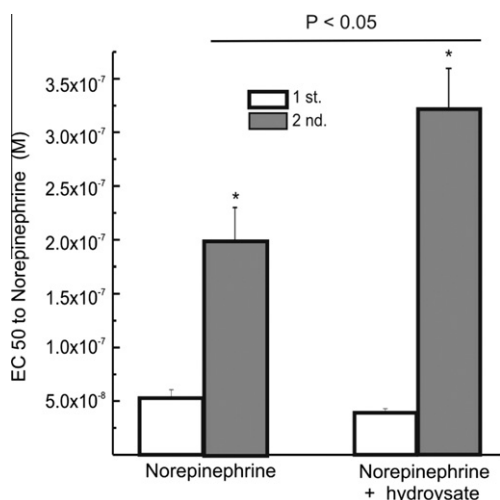 P < 0.05
*
3.5x10⁻⁷
1 st.
2 nd.
3.0x10⁻⁷
2.5x10⁻⁷
*
2.0x10⁻⁷
1.5x10⁻⁷
1.0x10⁻⁷
5.0x10⁻⁸
EC 50 to Norepinephrine (M)
Norepinephrine
Norepinephrine
+ hydroysate